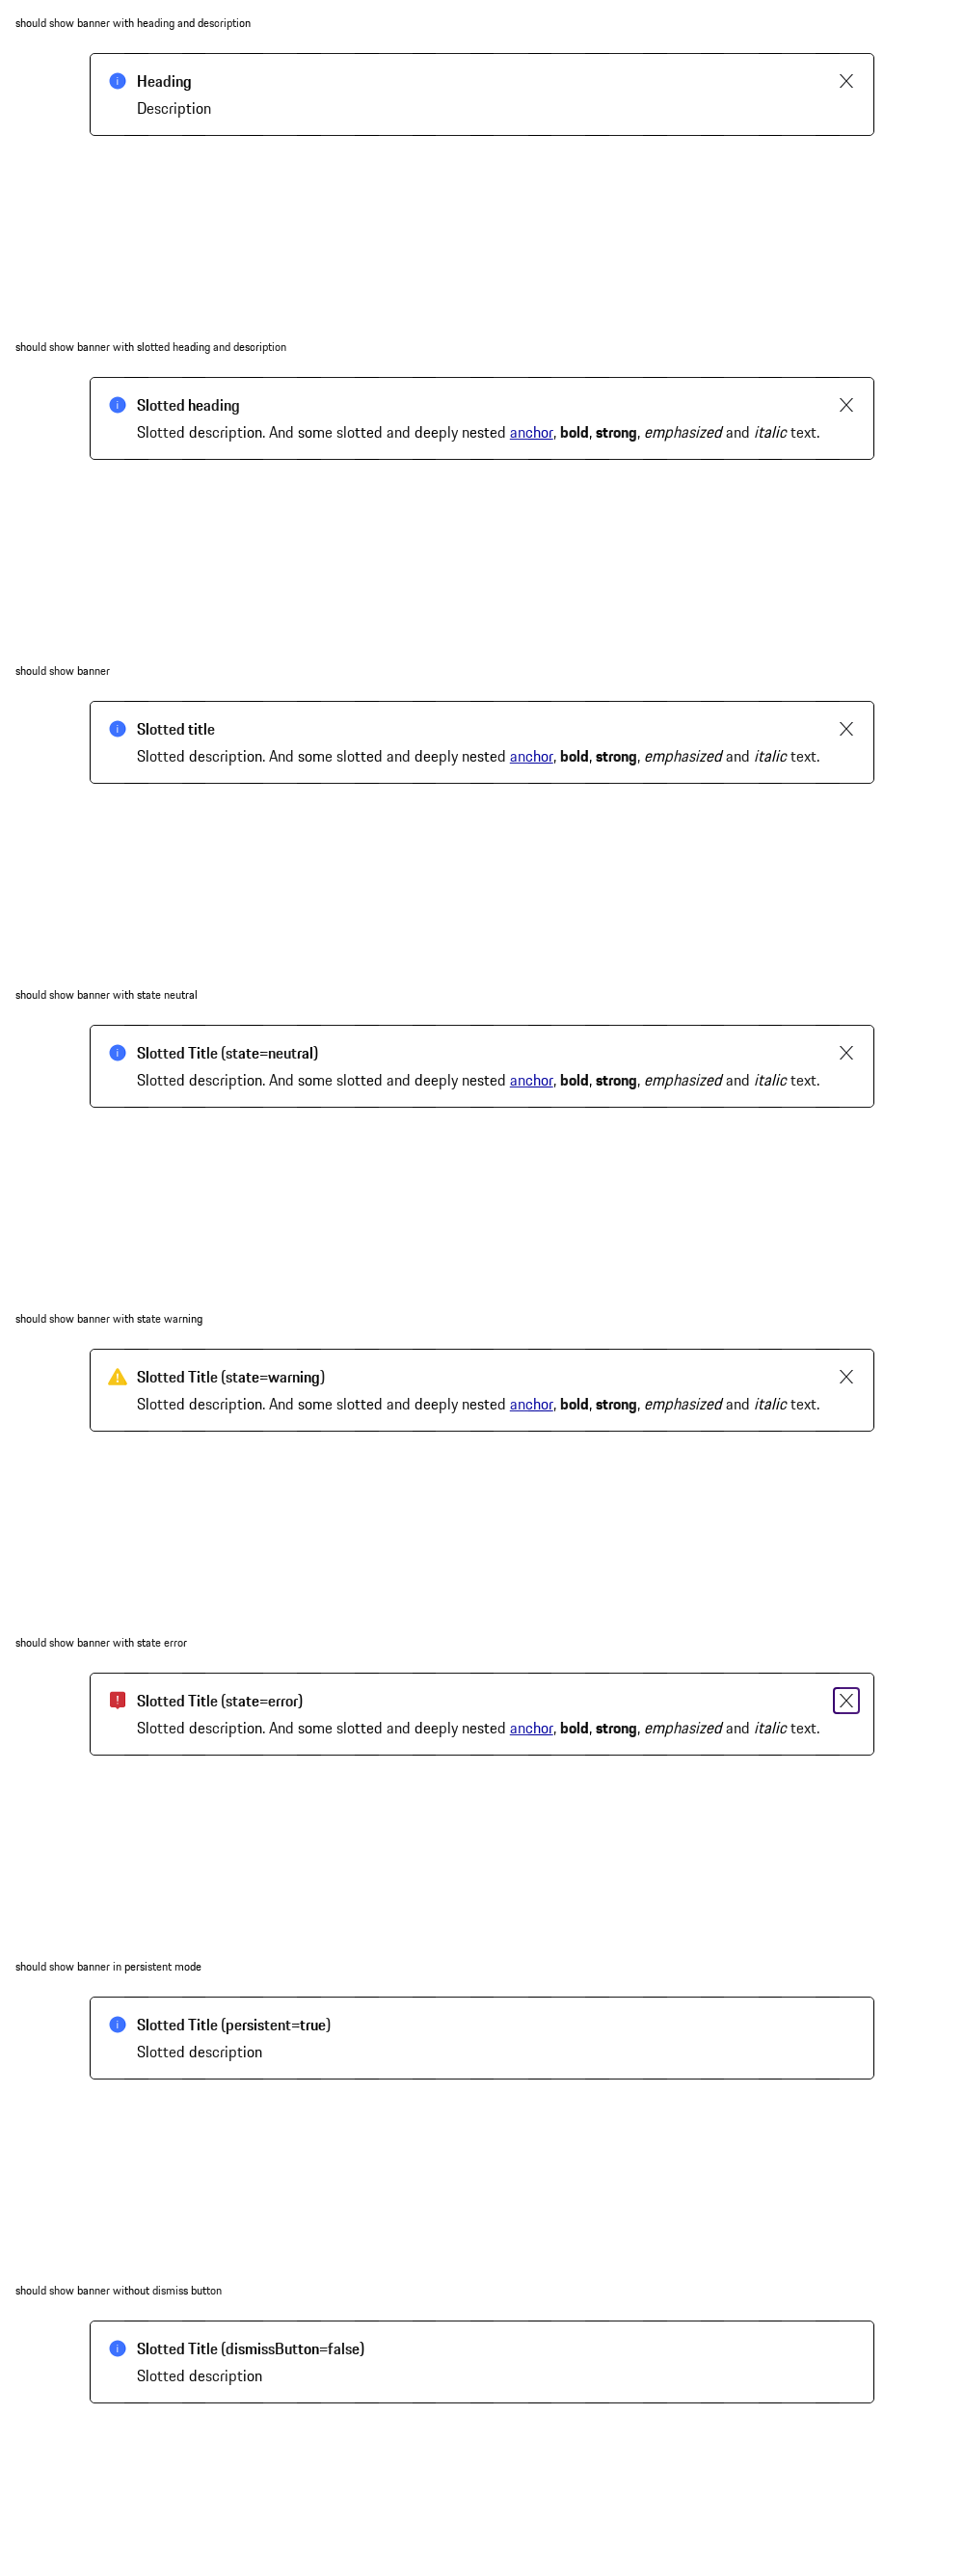 should show banner with heading and description
Heading
Description
should show banner with slotted heading and description
Slotted heading
Slotted description. And some slotted and deeply nested anchor, bold, strong, emphasized and italic text.
should show banner
Slotted title
Slotted description. And some slotted and deeply nested anchor, bold, strong, emphasized and italic text.
should show banner with state neutral
Slotted Title (state=neutral)
Slotted description. And some slotted and deeply nested anchor, bold, strong, emphasized and italic text.
should show banner with state warning
Slotted Title (state=warning)
Slotted description. And some slotted and deeply nested anchor, bold, strong, emphasized and italic text.
should show banner with state error
Slotted Title (state=error)
Slotted description. And some slotted and deeply nested anchor, bold, strong, emphasized and italic text.
should show banner in persistent mode
Slotted Title (persistent=true)
Slotted description
should show banner without dismiss button
Slotted Title (dismissButton=false)
Slotted description